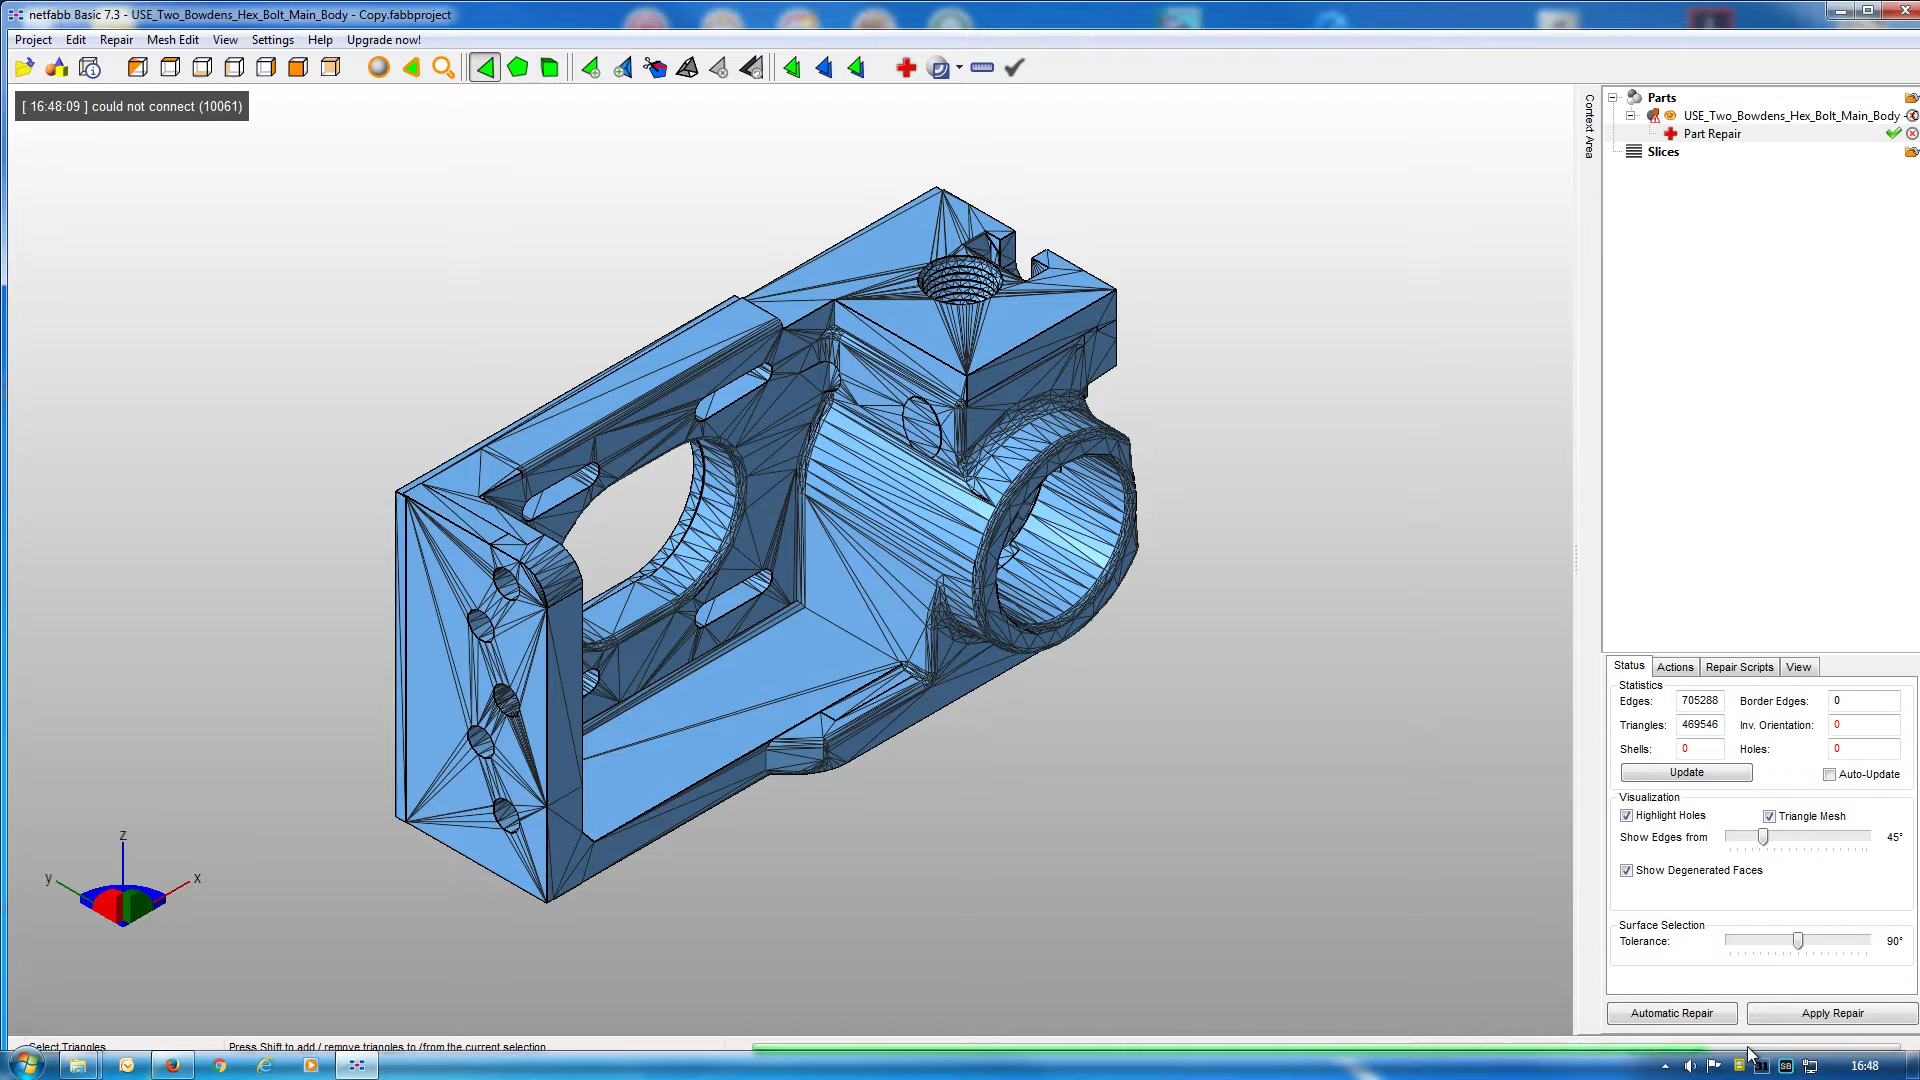 netfabb Basic 7.3 - USE_Two_Bowdens_Hex_Bolt_Main_Body - Copy.fabbproject
Project Edit Repair Mesh Edit View Settings Help Upgrade now!
[ 16:48:09 ] could not connect (10061)
Context Area
Parts
USE_Two_Bowdens_Hex_Bolt_Main_Body -
Part Repair
Slices
Status Actions Repair Scripts View
Statistics
Edges: 705288 Border Edges: 0
Triangles: 469546 Inv. Orientation: 0
Shells: 0 Holes: 0
Update Auto-Update
Visualization
Highlight Holes Triangle Mesh
Show Edges from 45°
Show Degenerated Faces
Surface Selection
Tolerance: 90°
Automatic Repair Apply Repair
z
y x
Select Triangles Press Shift to add / remove triangles to /from the current selection
SB 16:48